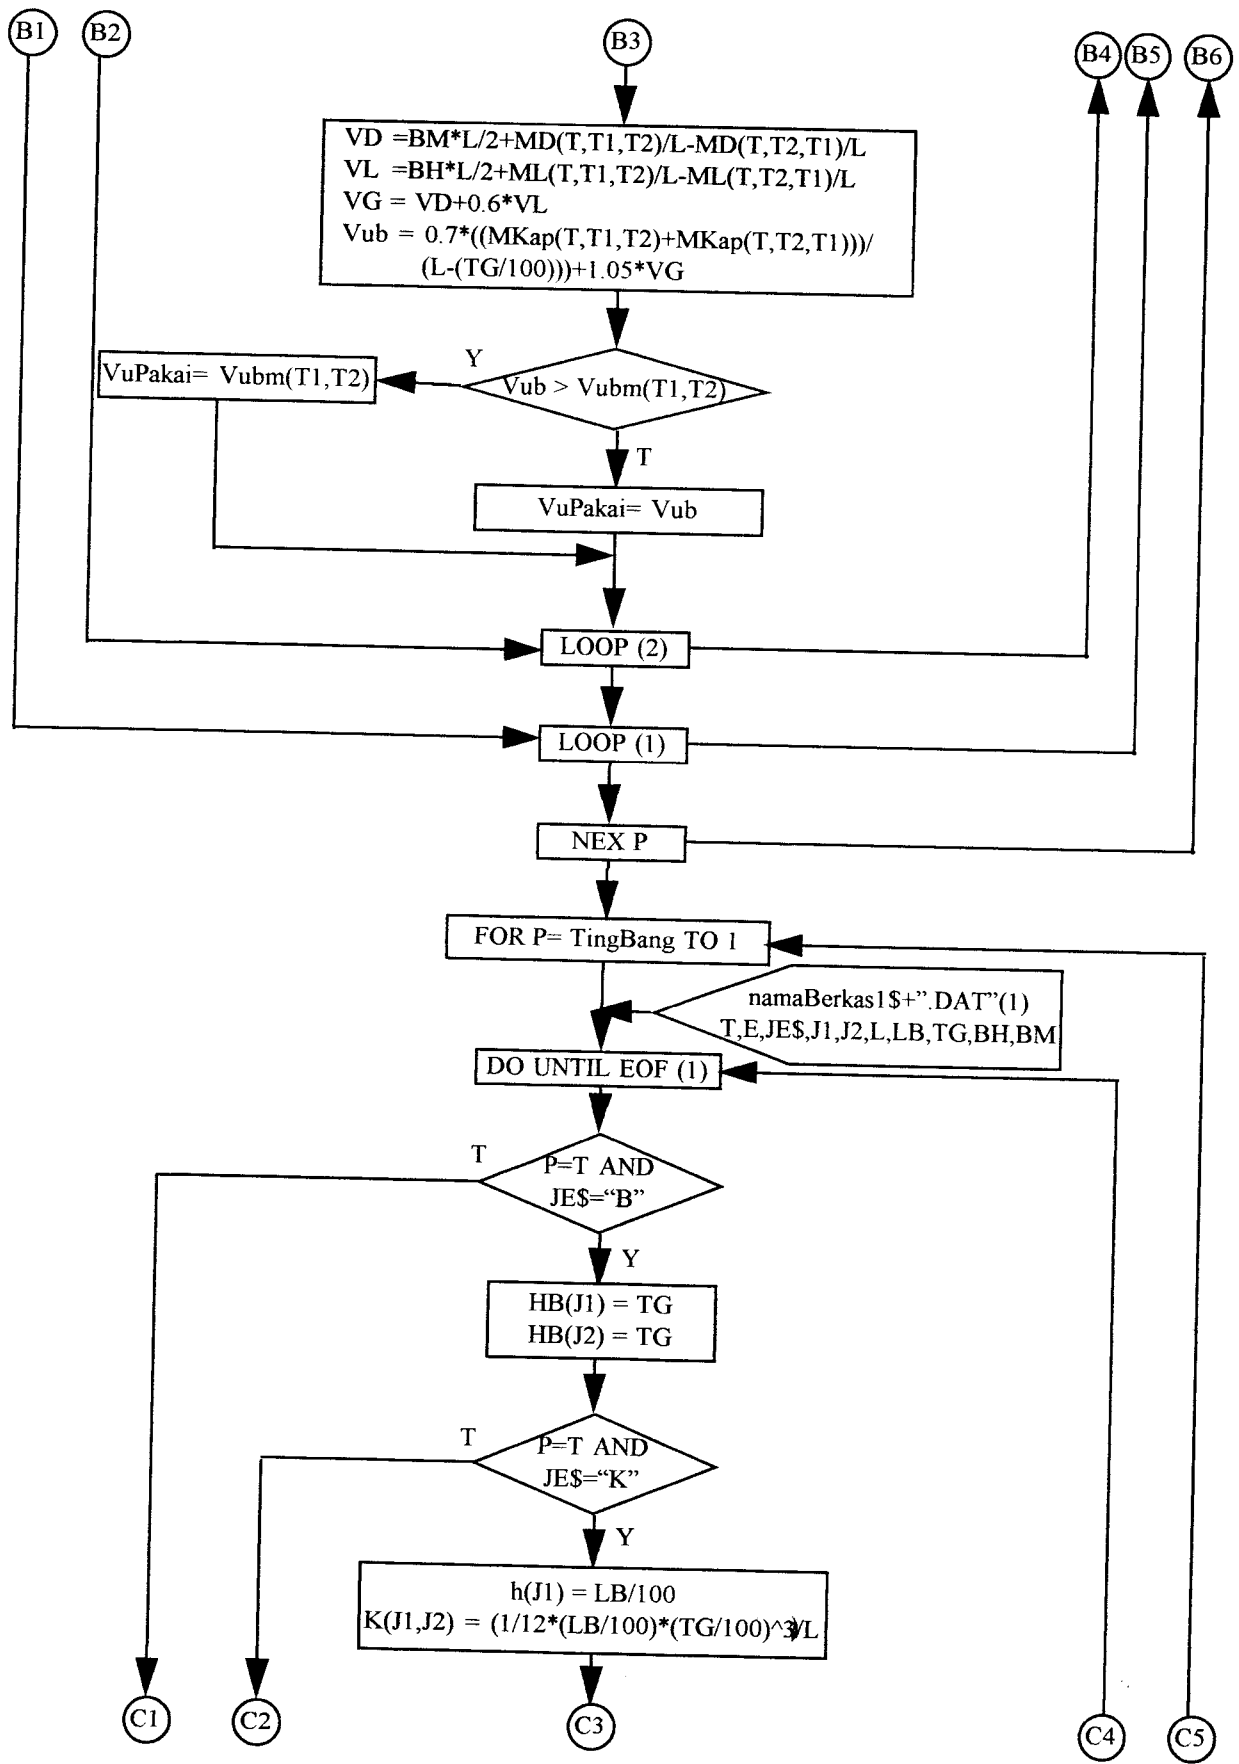 B1
B2
B3
B4
B5
B6
VD =BM*L/2+MD(T,T1,T2)/L-MD(T,T2,T1)/L
VL =BH*L/2+ML(T,T1,T2)/L-ML(T,T2,T1)/L
VG = VD+0.6*VL
Vub = 0.7*((MKap(T,T1,T2)+MKap(T,T2,T1)))/
(L-(TG/100)))+1.05*VG
Y
VuPakai= Vubm(T1,T2)
Vub > Vubm(T1,T2)
T
VuPakai= Vub
LOOP (2)
LOOP (1)
NEX P
FOR P= TingBang TO 1
namaBerkas1$+".DAT"(1)
T,E,JE$,J1,J2,L,LB,TG,BH,BM
DO UNTIL EOF (1)
T
P=T AND
JE$=“B”
Y
HB(J1) = TG
HB(J2) = TG
T
P=T AND
JE$=“K”
Y
h(J1) = LB/100
K(J1,J2) = (1/12*(LB/100)*(TG/100)^3)/L
C1
C2
C3
C4
C5